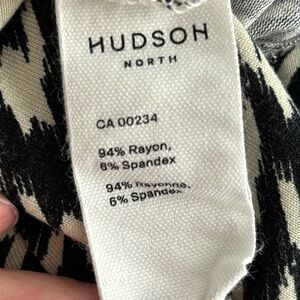 HUDSON
NORTH
CA 00234
94% Rayon,
6% Spandex
94% Rayonne,
6% Spandex